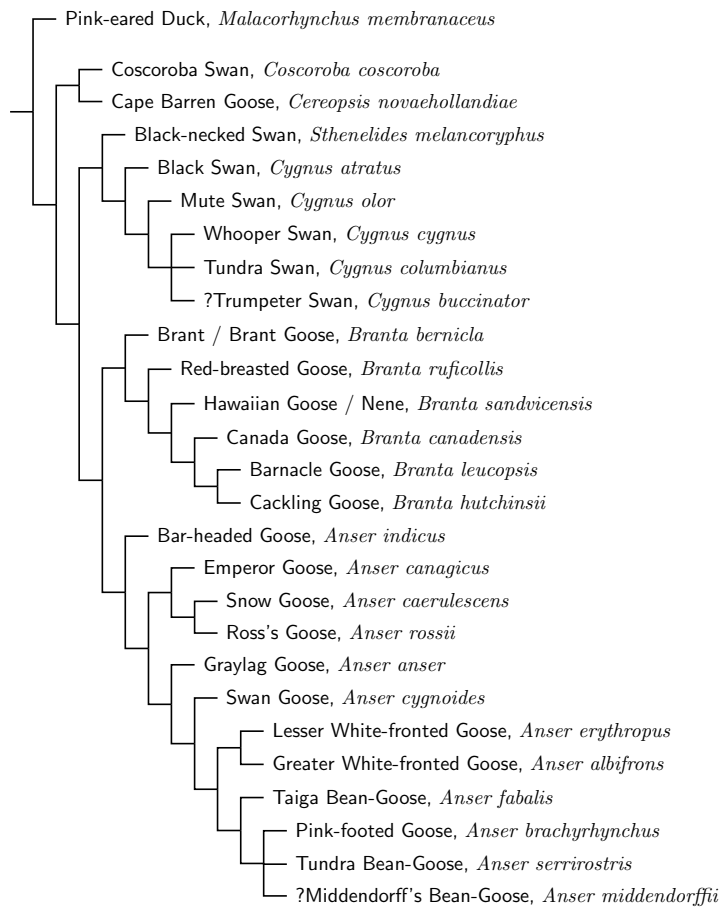 Pink-eared Duck, Malacorhynchus membranaceus
Coscoroba Swan, Coscoroba coscoroba
Cape Barren Goose, Cereopsis novaehollandiae
Black-necked Swan, Sthenelides melancoryphus
Black Swan, Cygnus atratus
Mute Swan, Cygnus olor
Whooper Swan, Cygnus cygnus
Tundra Swan, Cygnus columbianus
?Trumpeter Swan, Cygnus buccinator
Brant / Brant Goose, Branta bernicla
Red-breasted Goose, Branta ruficollis
Hawaiian Goose / Nene, Branta sandvicensis
Canada Goose, Branta canadensis
Barnacle Goose, Branta leucopsis
Cackling Goose, Branta hutchinsii
Bar-headed Goose, Anser indicus
Emperor Goose, Anser canagicus
Snow Goose, Anser caerulescens
Ross's Goose, Anser rossii
Graylag Goose, Anser anser
Swan Goose, Anser cygnoides
Lesser White-fronted Goose, Anser erythropus
Greater White-fronted Goose, Anser albifrons
Taiga Bean-Goose, Anser fabalis
Pink-footed Goose, Anser brachyrhynchus
Tundra Bean-Goose, Anser serrirostris
?Middendorff's Bean-Goose, Anser middendorffii